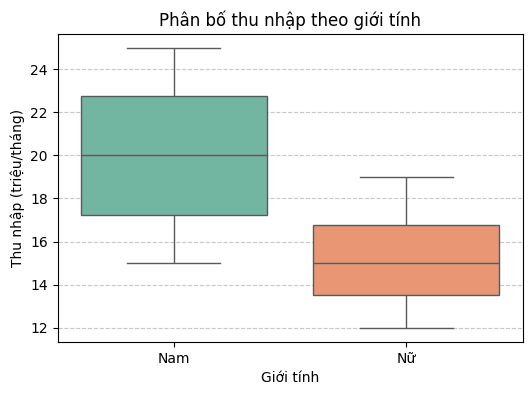 Phân bố thu nhập theo giới tính
Thu nhập (triệu/tháng)
24
22
20
18
16
14
12
Nam
Nữ
Giới tính